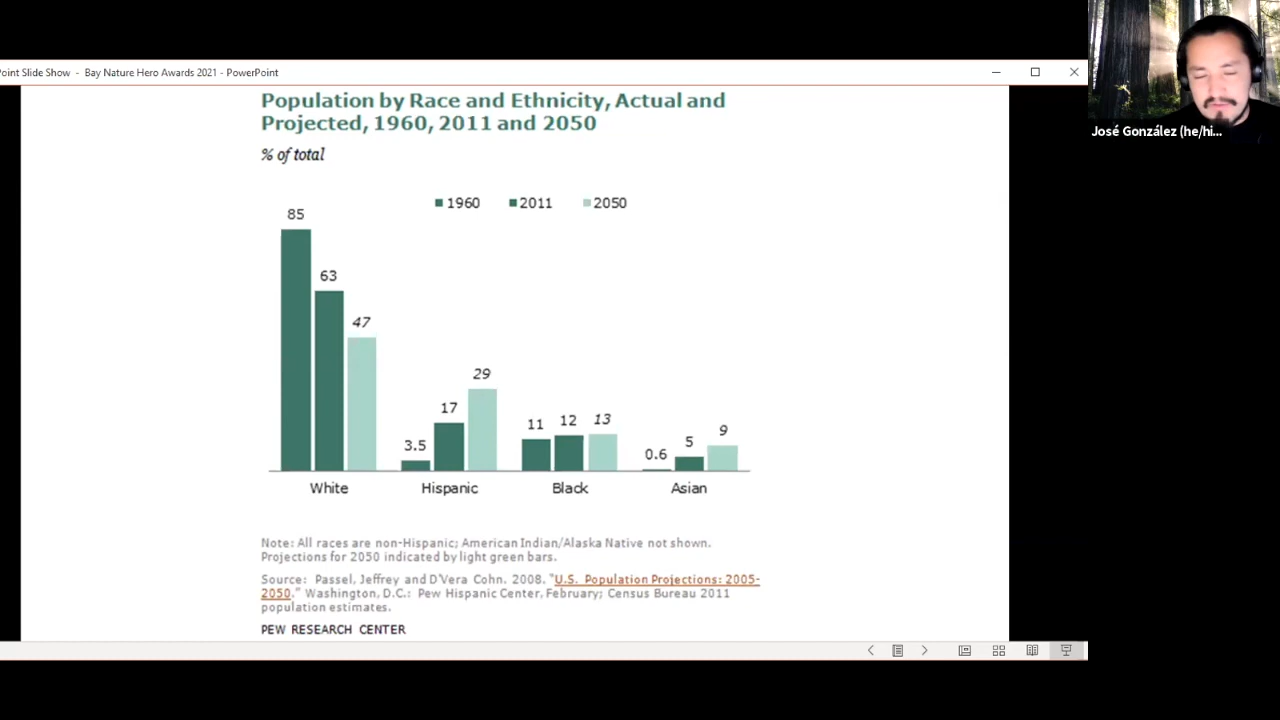 oint Slide Show - Bay Nature Hero Awards 2021 - PowerPoint
José González (he/hi...
Population by Race and Ethnicity, Actual and
Projected, 1960, 2011 and 2050
% of total
1960 2011 2050
85
63
47
3.5
17
29
11
12
13
0.6
5
9
White Hispanic Black Asian
Note: All races are non-Hispanic; American Indian/Alaska Native not shown.
Projections for 2050 indicated by light green bars.
Source: Passel, Jeffrey and D'Vera Cohn. 2008. "U.S. Population Projections: 2005-
2050." Washington, D.C.: Pew Hispanic Center, February; Census Bureau 2011
population estimates.
PEW RESEARCH CENTER